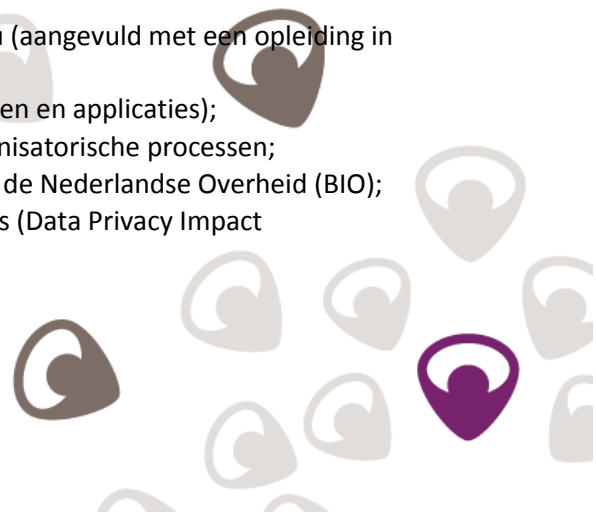 (aangevuld met een opleiding in
en en applicaties);
nisatorische processen;
de Nederlandse Overheid (BIO);
s (Data Privacy Impact